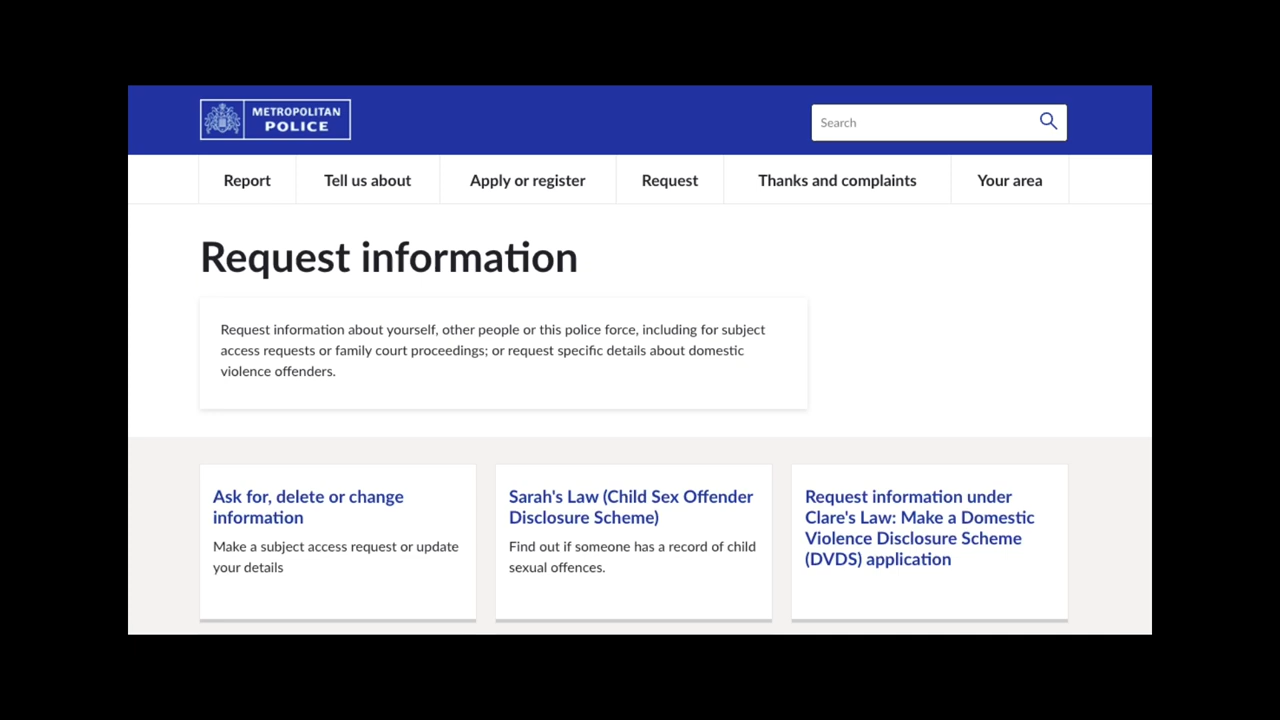 METROPOLITAN
POLICE
Search
Report
Tell us about
Apply or register
Request
Thanks and complaints
Your area
Request information
Request information about yourself, other people or this police force, including for subject
access requests or family court proceedings; or request specific details about domestic
violence offenders.
Ask for, delete or change
information
Make a subject access request or update
your details
Sarah's Law (Child Sex Offender
Disclosure Scheme)
Find out if someone has a record of child
sexual offences.
Request information under
Clare's Law: Make a Domestic
Violence Disclosure Scheme
(DVDS) application